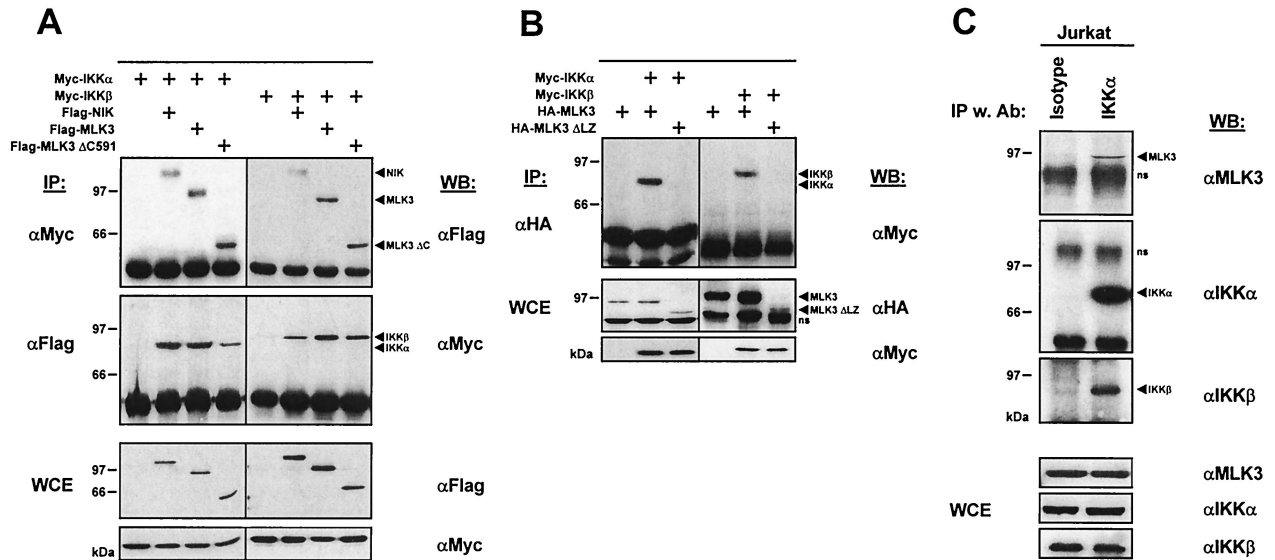 A
Myc-IKKα + + + +
Myc-IKKβ + + + +
Flag-NIK + +
Flag-MLK3 + +
Flag-MLK3 ΔC591 + +
IP:
WB:
αMyc
97
66
NIK
MLK3
MLK3 ΔC
αFlag
αFlag
97
66
IKKβ
IKKα
αMyc
WCE
97
66
αFlag
kDa
αMyc
B
Myc-IKKα + +
Myc-IKKβ + +
HA-MLK3 + + + +
HA-MLK3 ΔLZ + +
IP:
WB:
αHA
97
66
IKKβ
IKKα
αMyc
WCE
97
MLK3
MLK3 ΔLZ
ns
αHA
kDa
αMyc
C
Jurkat
IP w. Ab:
Isotype
IKKα
WB:
97
MLK3
ns
αMLK3
97
66
ns
IKKα
αIKKα
97
kDa
IKKβ
αIKKβ
WCE
αMLK3
αIKKα
αIKKβ